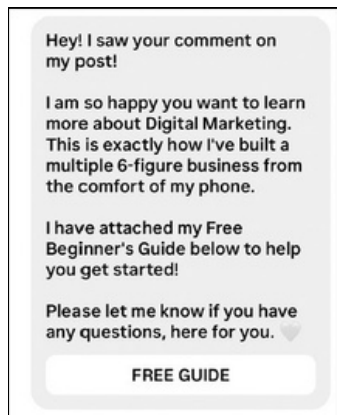 Hey! I saw your comment on
my post!
I am so happy you want to learn
more about Digital Marketing.
This is exactly how I've built a
multiple 6-figure business from
the comfort of my phone.
I have attached my Free
Beginner's Guide below to help
you get started!
Please let me know if you have
any questions, here for you. 🤍
FREE GUIDE